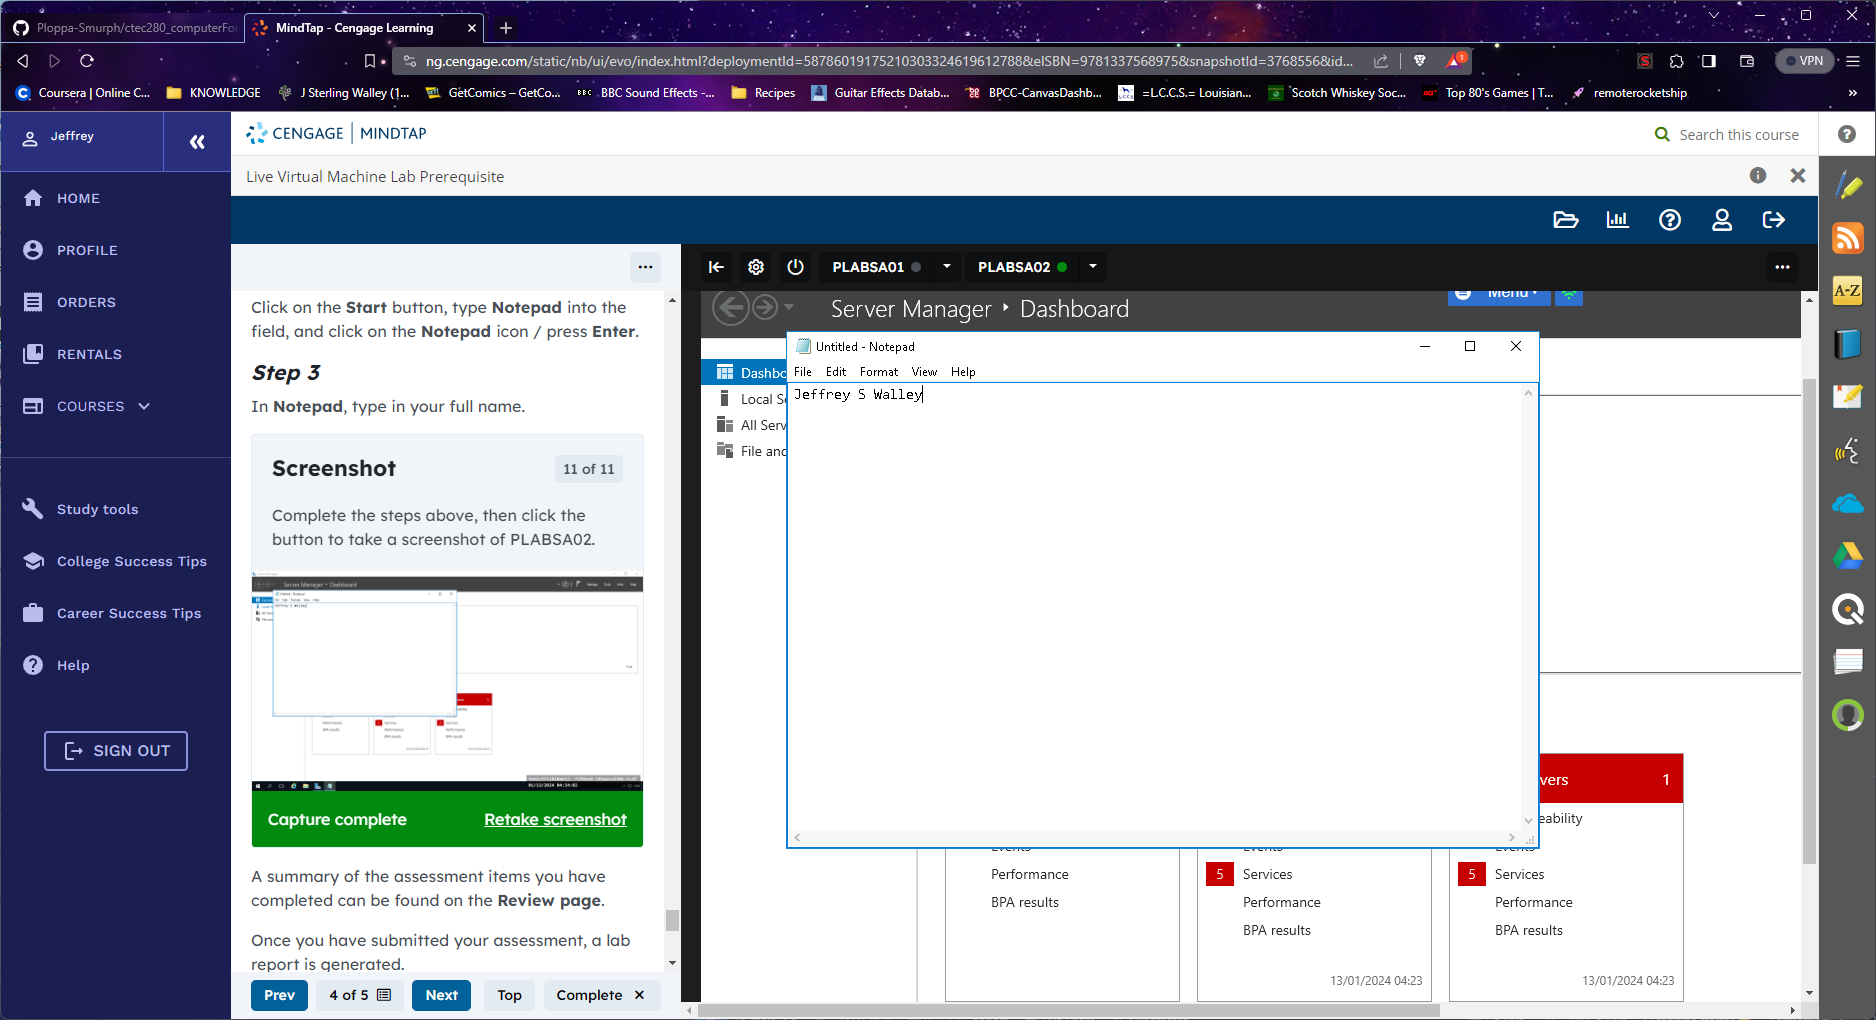 Ploppa-Smurph/ctec280_computerFor
MindTap - Cengage Learning
ng.cengage.com/static/nb/ui/evo/index.html?deploymentId=5878601917521030332461961278&eISBN=9781337568975&snapshotId=3768556&id...
VPN
Coursera | Online C...
KNOWLEDGE
J Sterling Walley (1...
GetComics – GetCo...
BBC Sound Effects -...
Recipes
Guitar Effects Datab...
BPCC-CanvasDashb...
=L.C.C.S.= Louisian...
Scotch Whiskey Soc...
Top 80's Games | T...
remoterocketship
Jeffrey
CENGAGE | MINDTAP
Search this course
Live Virtual Machine Lab Prerequisite
HOME
PROFILE
ORDERS
RENTALS
COURSES
Study tools
College Success Tips
Career Success Tips
Help
SIGN OUT
Click on the Start button, type Notepad into the
field, and click on the Notepad icon / press Enter.
Step 3
In Notepad, type in your full name.
Screenshot
11 of 11
Complete the steps above, then click the
button to take a screenshot of PLABSA02.
Server Manager • Dashboard
Jeffrey S Walley
Capture complete
Retake screenshot
A summary of the assessment items you have
completed can be found on the Review page.
Once you have submitted your assessment, a lab
report is generated.
Prev
4 of 5
Next
Top
Complete
PLABSA01
PLABSA02
Server Manager • Dashboard
Menu
Untitled - Notepad
File Edit Format View Help
Jeffrey S Walley
Dashbo
Local Se
All Serv
File and
A-Z
vers 1
eability
Events
Performance
BPA results
Events
5 Services
Performance
BPA results
13/01/2024 04:23
Events
5 Services
Performance
BPA results
13/01/2024 04:23